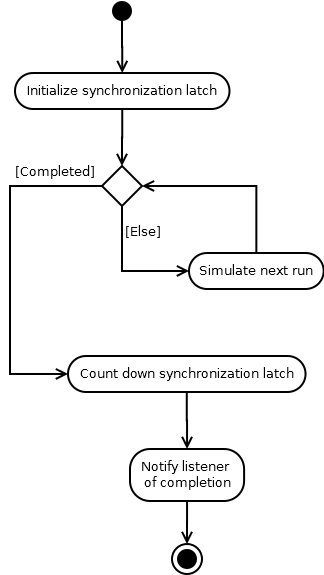 Initialize synchronization latch
[Completed]
[Else]
Simulate next run
Count down synchronization latch
Notify listener
of completion